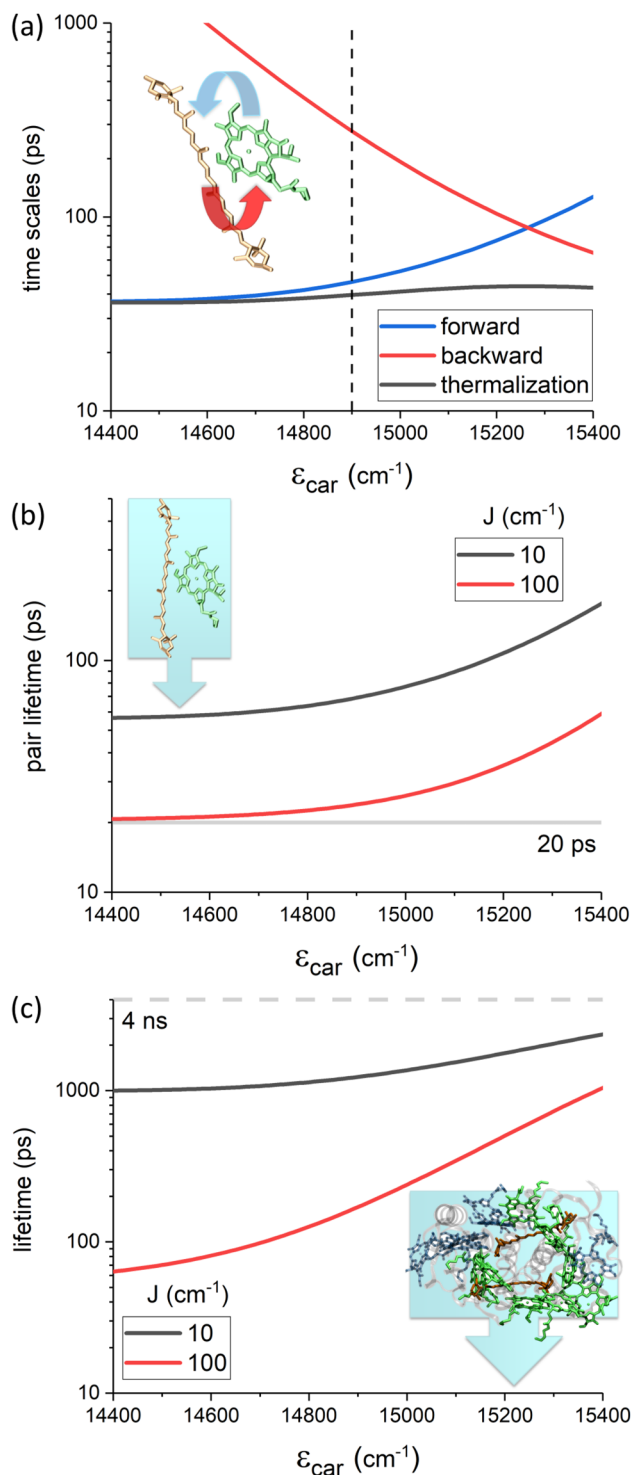 (a)
1000
100
10
time scales (ps)
forward
backward
thermalization
14400 14600 14800 15000 15200 15400
εcar (cm-1)
(b)
J (cm-1)
10
100
100
10
pair lifetime (ps)
20 ps
14400 14600 14800 15000 15200 15400
εcar (cm-1)
(c)
4 ns
1000
100
10
lifetime (ps)
J (cm-1)
10
100
14400 14600 14800 15000 15200 15400
εcar (cm-1)